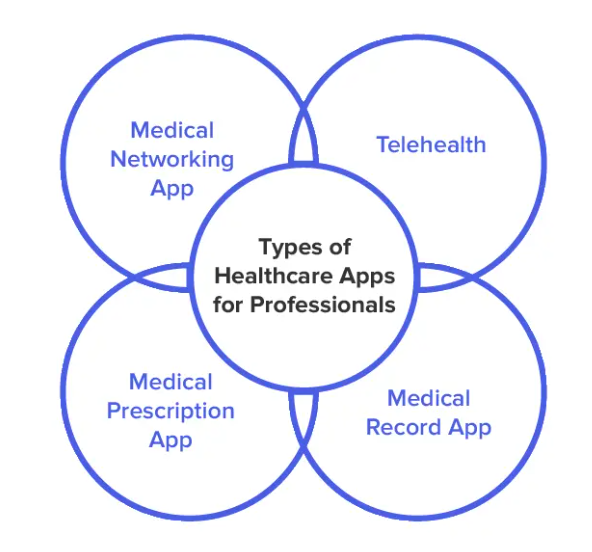 Medical
Networking
App
Telehealth
Types of
Healthcare Apps
for Professionals
Medical
Prescription
App
Medical
Record App